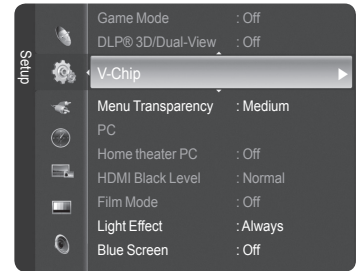 Setup
Game Mode : Off
DLP® 3D/Dual-View : Off
V-Chip
Menu Transparency : Medium
PC
Home theater PC : Off
HDMI Black Level : Normal
Film Mode : Off
Light Effect : Always
Blue Screen : Off